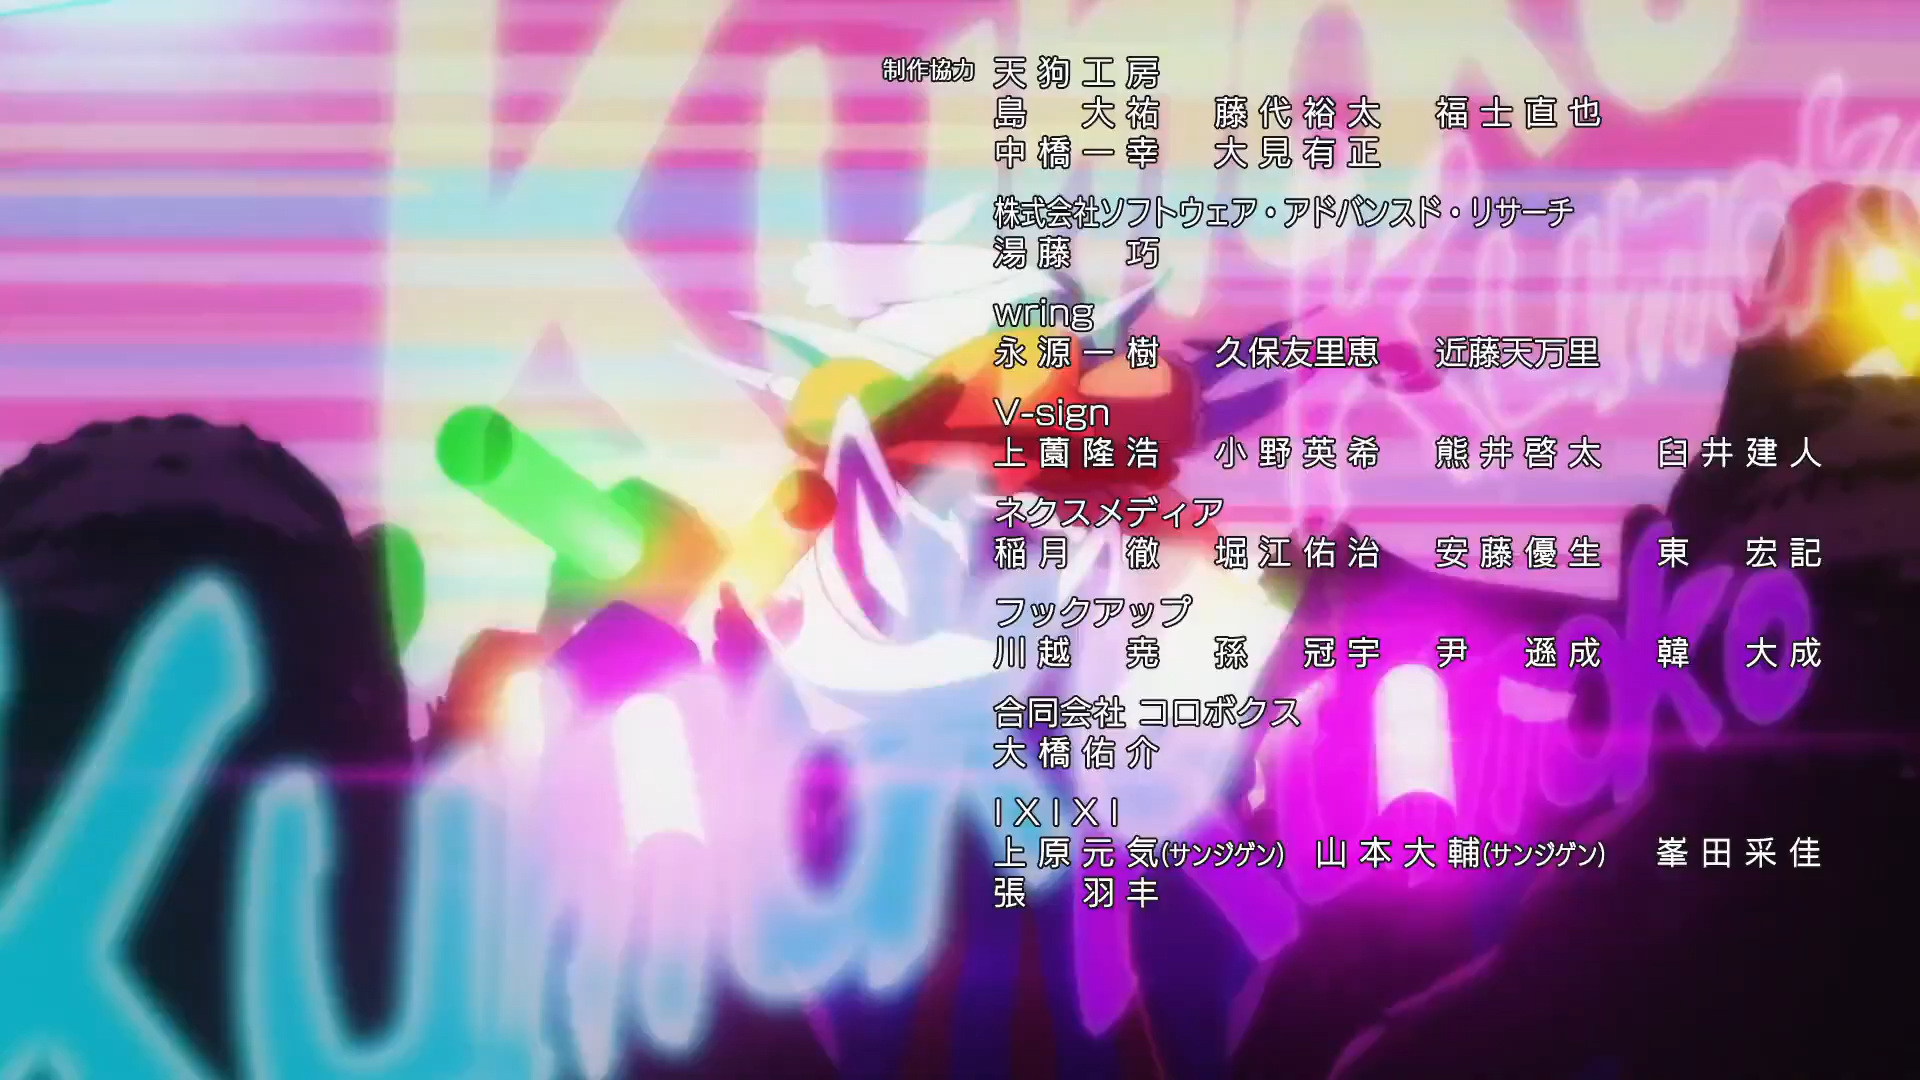 制作協力 天狗工房
島 大祐 藤代裕太 福士直也
中橋一幸 大見有正
株式会社ソフトウェア・アドバンスド・リサーチ
湯藤 巧
wring
永源一樹 久保友里恵 近藤天万里
V-sign
上薗隆浩 小野英希 熊井啓太 臼井建人
ネクスメディア
稲月 徹 堀江佑治 安藤優生 東 宏記
フックアップ
川越 尭 孫 冠宇 尹 遜成 韓 大成
合同会社 コロボクス
大橋佑介
IXIXI
上原元気(サンジゲン) 山本大輔(サンジゲン) 峯田采佳
張 羽丰
Kumoko
Kumoko
Kumoko
Kumoko